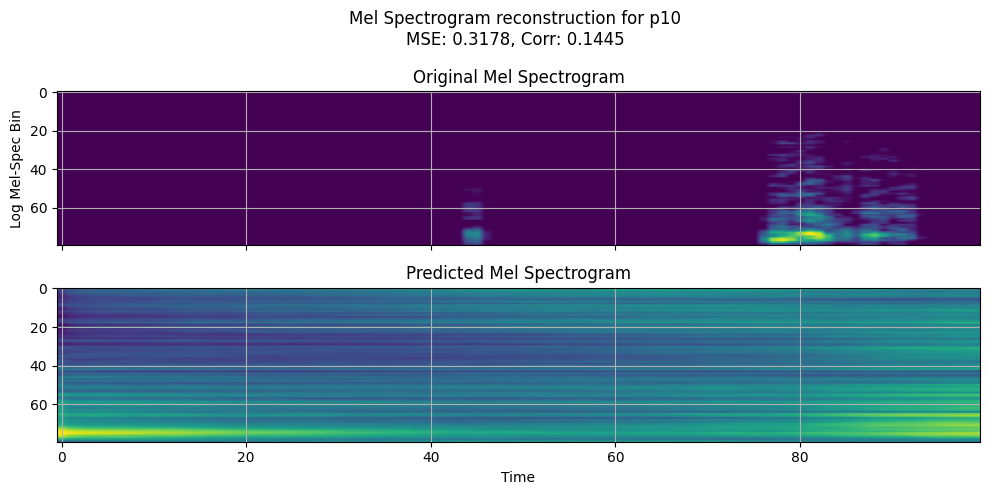 Mel Spectrogram reconstruction for p10
MSE: 0.3178, Corr: 0.1445
Original Mel Spectrogram
Log Mel-Spec Bin
0
20
40
60
Predicted Mel Spectrogram
0
20
40
60
0 20 40 60 80
Time